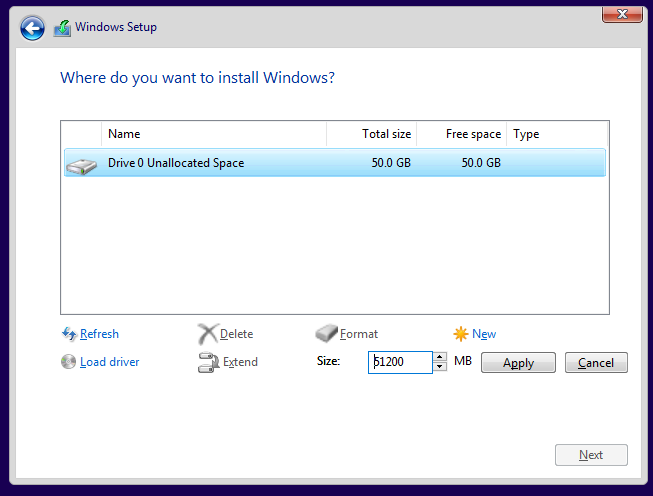 Windows Setup
Where do you want to install Windows?
Name Total size Free space Type
Drive 0 Unallocated Space 50.0 GB 50.0 GB
Refresh Delete Format New
Load driver Extend Size: 51200 MB Apply Cancel
Next